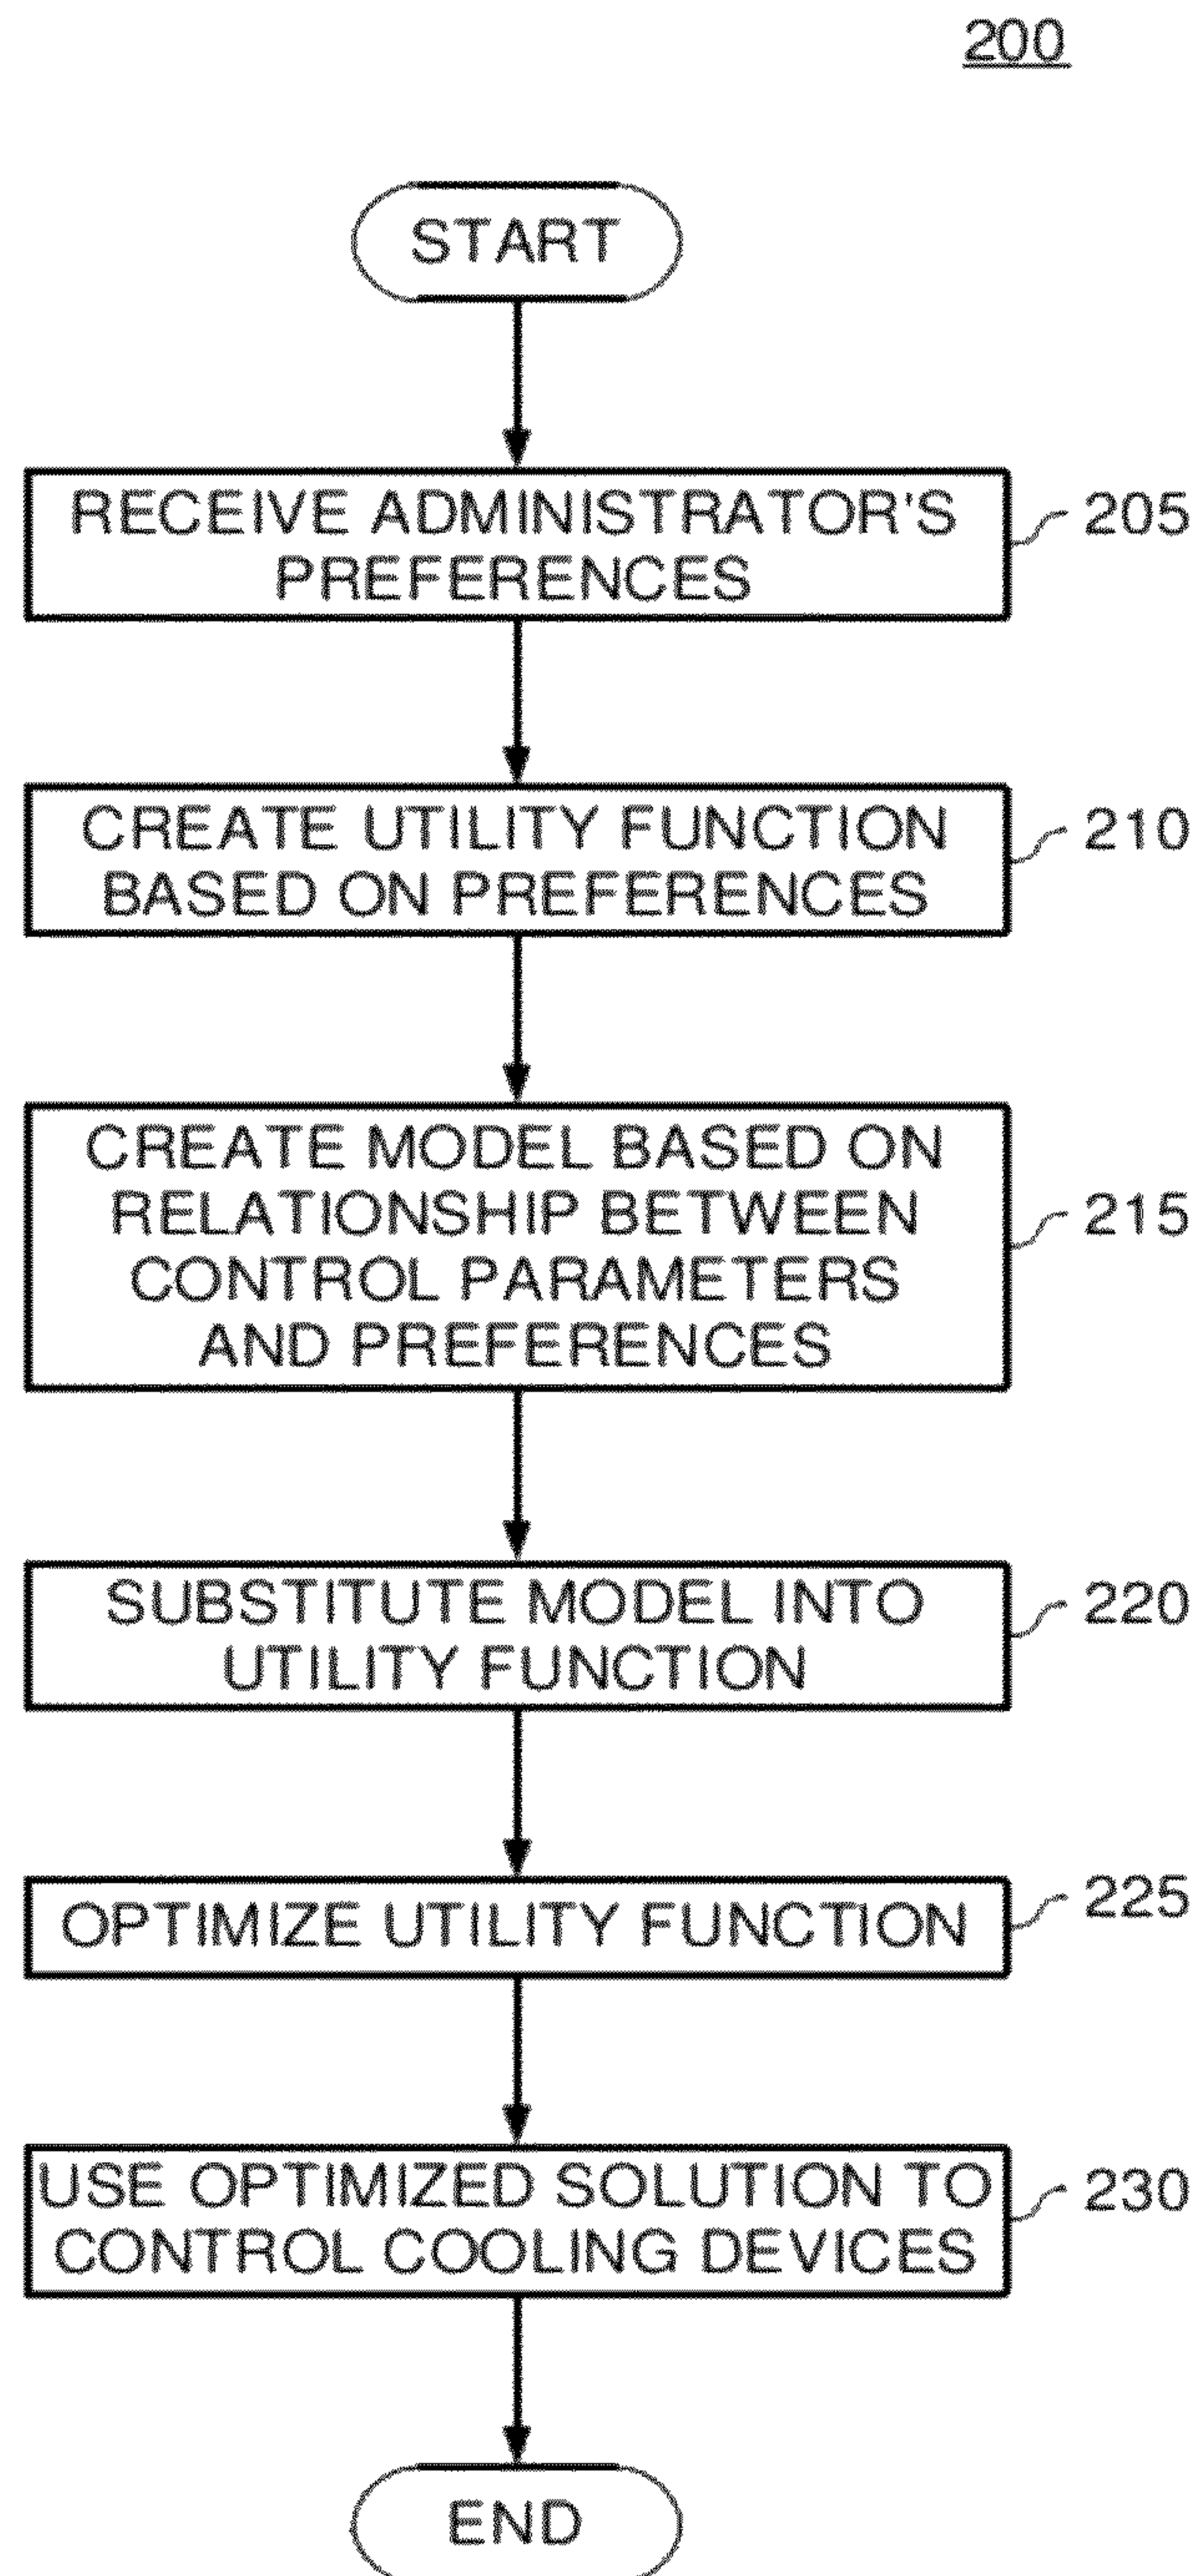 200
START
RECEIVE ADMINISTRATOR'S
PREFERENCES
205
CREATE UTILITY FUNCTION
BASED ON PREFERENCES
210
CREATE MODEL BASED ON
RELATIONSHIP BETWEEN
CONTROL PARAMETERS
AND PREFERENCES
215
SUBSTITUTE MODEL INTO
UTILITY FUNCTION
220
OPTIMIZE UTILITY FUNCTION
225
USE OPTIMIZED SOLUTION TO
CONTROL COOLING DEVICES
230
END